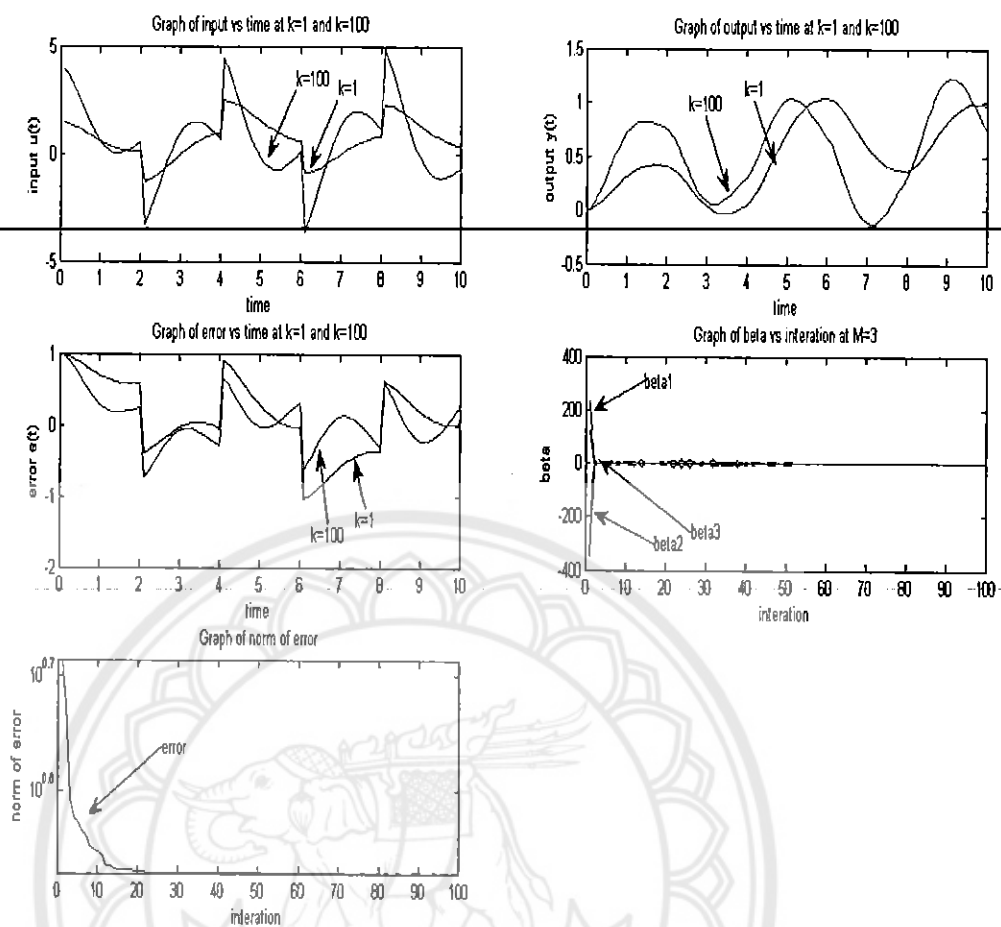 Graph of input vs time at k=1 and k=100
5
0
-5
input u(t)
k=100
k=1
0 1 2 3 4 5 6 7 8 9 10
time
Graph of output vs time at k=1 and k=100
1.5
1
0.5
0
-0.5
output y(t)
k=1
k=100
0 1 2 3 4 5 6 7 8 9 10
time
Graph of error vs time at k=1 and k=100
1
0
-1
-2
error e(t)
k=100
k=1
0 1 2 3 4 5 6 7 8 9 10
time
Graph of beta vs interation at M=3
400
200
0
-200
-400
beta
beta1
beta2
beta3
0 10 20 30 40 50 60 70 80 90 100
interation
Graph of norm of error
10^0.7
10^0.6
norm of error
error
0 10 20 30 40 50 60 70 80 90 100
interation